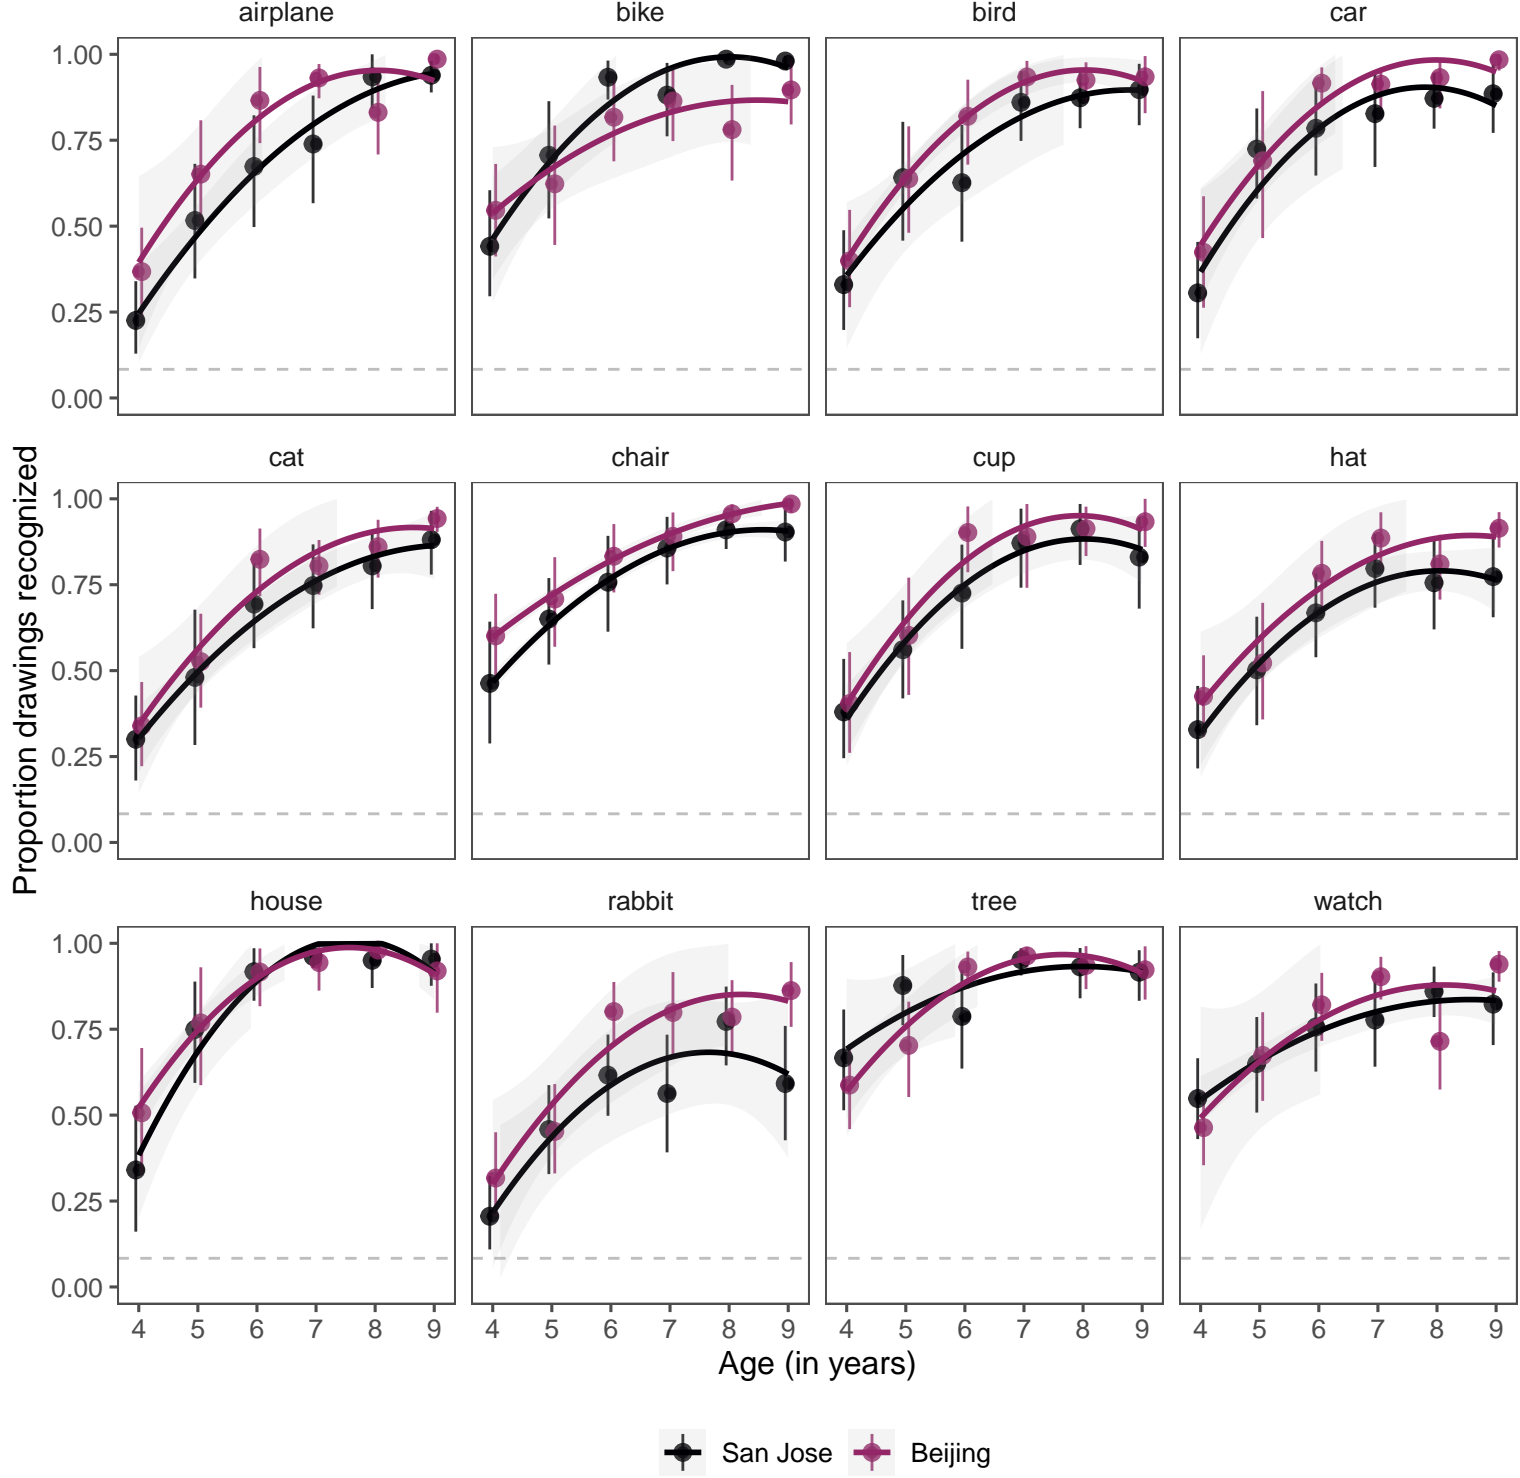 airplane bike bird car
1.00
0.75
0.50
0.25
0.00
cat chair cup hat
1.00
0.75
0.50
0.25
0.00
Proportion drawings recognized
house rabbit tree watch
1.00
0.75
0.50
0.25
0.00
4 5 6 7 8 9 4 5 6 7 8 9 4 5 6 7 8 9 4 5 6 7 8 9
Age (in years)
San Jose Beijing